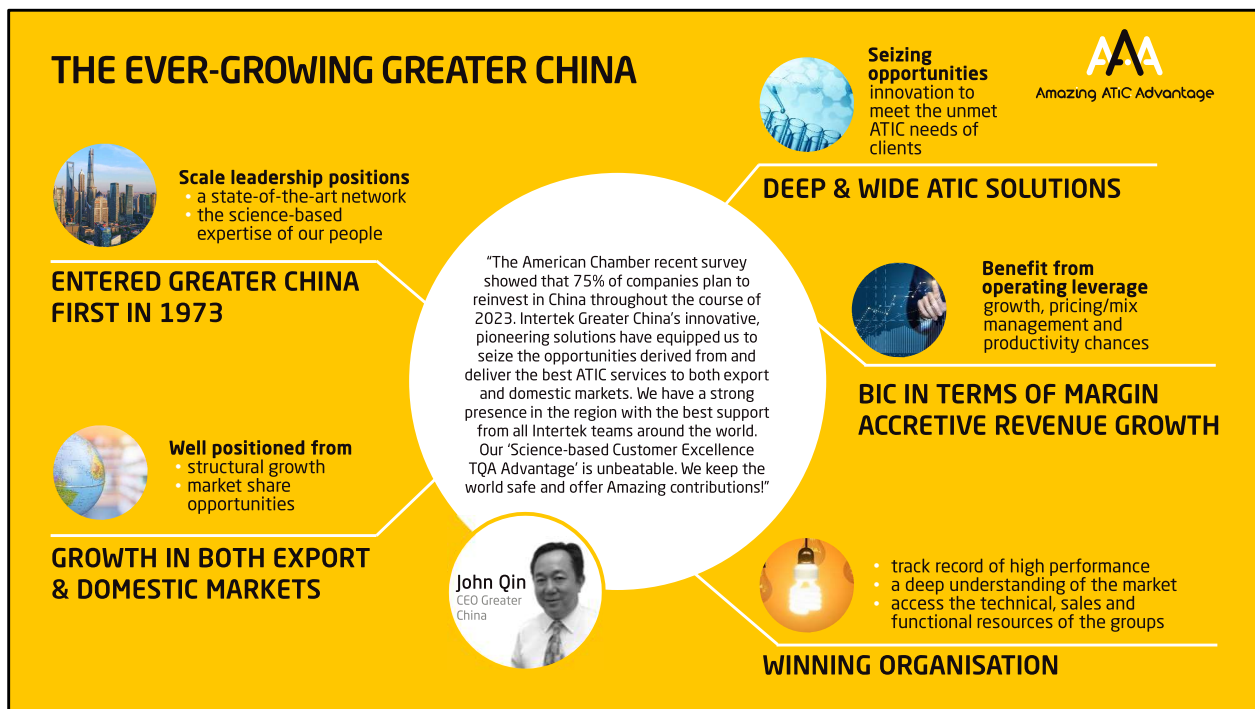 THE EVER-GROWING GREATER CHINA
Amazing ATIC Advantage
Scale leadership positions
• a state-of-the-art network
• the science-based
expertise of our people
ENTERED GREATER CHINA
FIRST IN 1973
Well positioned from
• structural growth
• market share
opportunities
GROWTH IN BOTH EXPORT
& DOMESTIC MARKETS
“The American Chamber recent survey
showed that 75% of companies plan to
reinvest in China throughout the course of
2023. Intertek Greater China’s innovative,
pioneering solutions have equipped us to
seize the opportunities derived from and
deliver the best ATIC services to both export
and domestic markets. We have a strong
presence in the region with the best support
from all Intertek teams around the world.
Our ‘Science-based Customer Excellence
TQA Advantage’ is unbeatable. We keep the
world safe and offer Amazing contributions!”
John Qin
CEO Greater
China
Seizing
opportunities
innovation to
meet the unmet
ATIC needs of
clients
DEEP & WIDE ATIC SOLUTIONS
Benefit from
operating leverage
growth, pricing/mix
management and
productivity chances
BIC IN TERMS OF MARGIN
ACCRETIVE REVENUE GROWTH
• track record of high performance
• a deep understanding of the market
• access the technical, sales and
functional resources of the groups
WINNING ORGANISATION